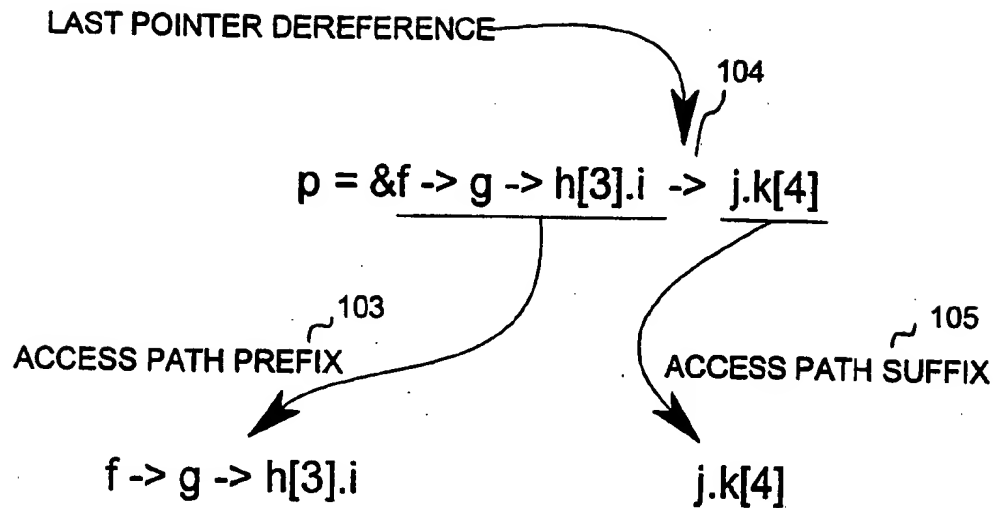 LAST POINTER DEREFERENCE
104
p = &f -> g -> h[3].i -> j.k[4]
103
105
ACCESS PATH PREFIX
ACCESS PATH SUFFIX
f -> g -> h[3].i
j.k[4]